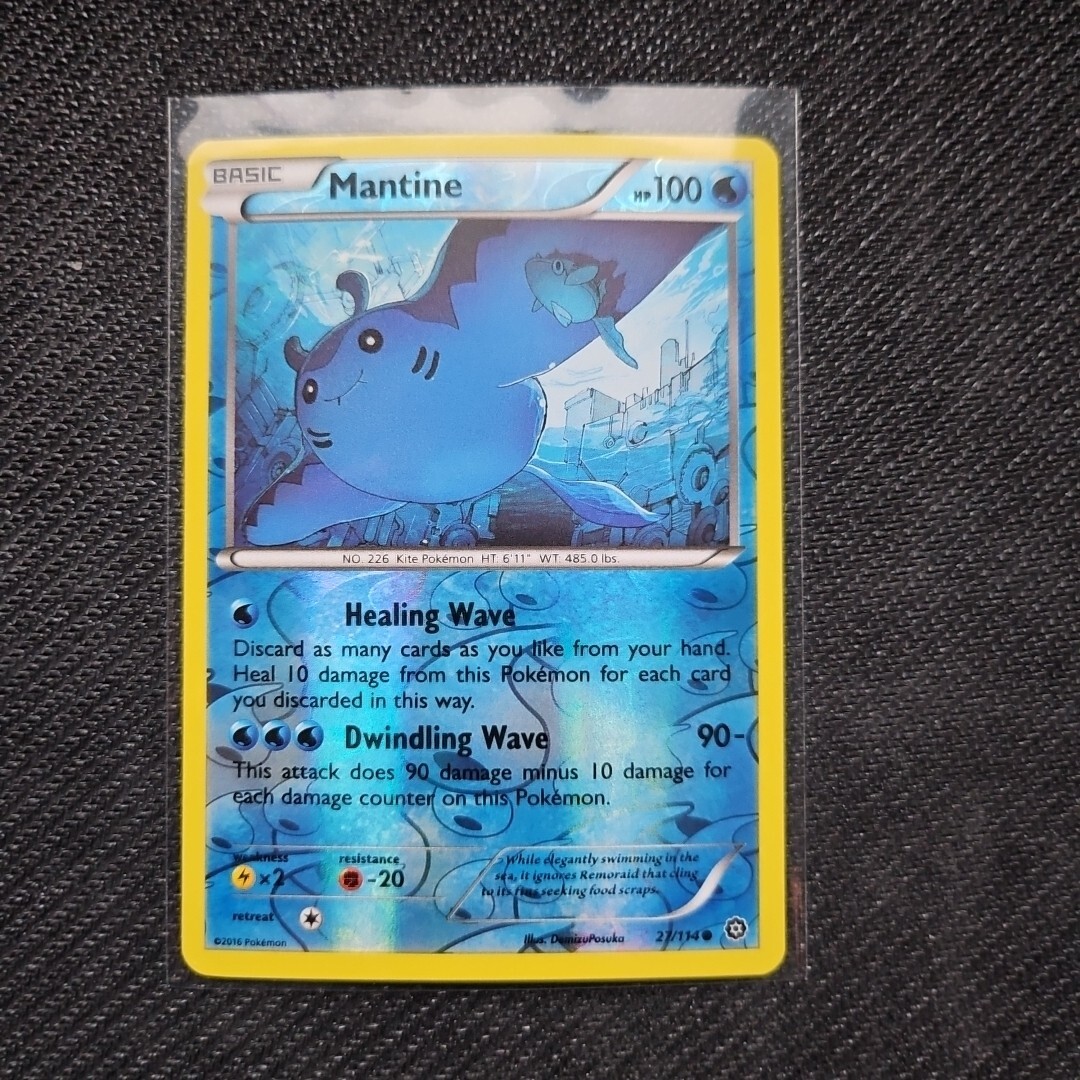 BASIC Mantine HP100
NO. 226 Kite Pokémon HT: 6'11" WT: 485.0 lbs.
Healing Wave
Discard as many cards as you like from your hand.
Heal 10 damage from this Pokémon for each card
you discarded in this way.
Dwindling Wave 90-
This attack does 90 damage minus 10 damage for
each damage counter on this Pokémon.
weakness resistance
×2 -20
While elegantly swimming in the
sea, it ignores Remoraid that cling
to its fins seeking food scraps.
retreat
©2016 Pokémon Illus. DemizuPosuka 27/114